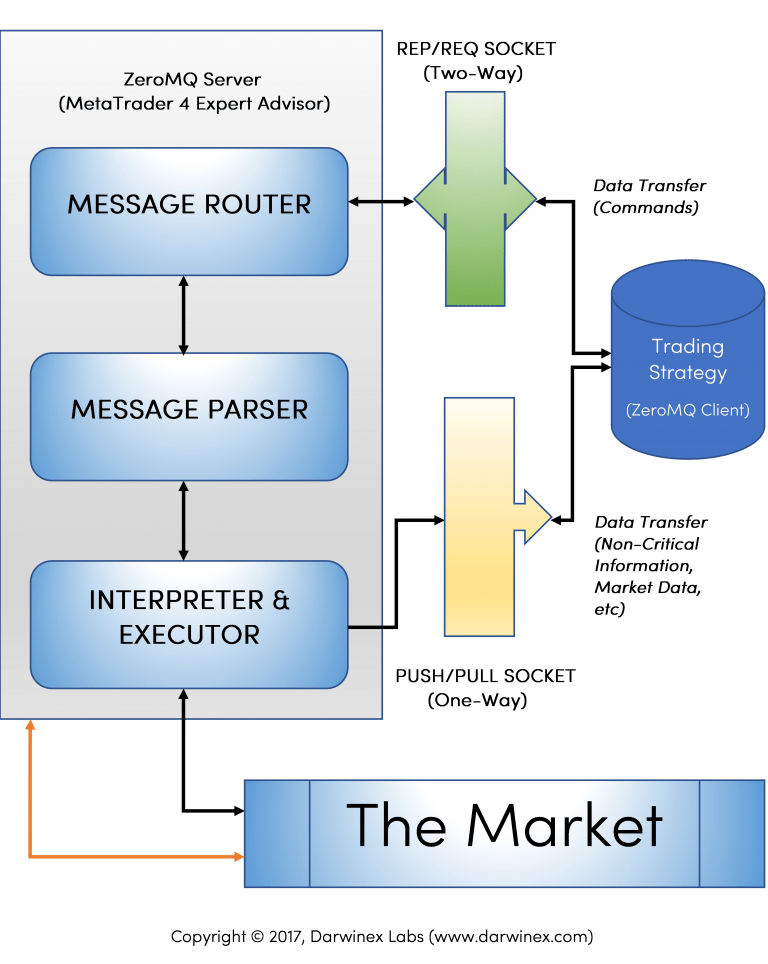 REP/REQ SOCKET
(Two-Way)
ZeroMQ Server
(MetaTrader 4 Expert Advisor)
MESSAGE ROUTER
Data Transfer
(Commands)
Trading
Strategy
(ZeroMQ Client)
MESSAGE PARSER
Data Transfer
(Non-Critical
Information,
Market Data,
etc)
INTERPRETER &
EXECUTOR
PUSH/PULL SOCKET
(One-Way)
The Market
Copyright © 2017, Darwinex Labs (www.darwinex.com)